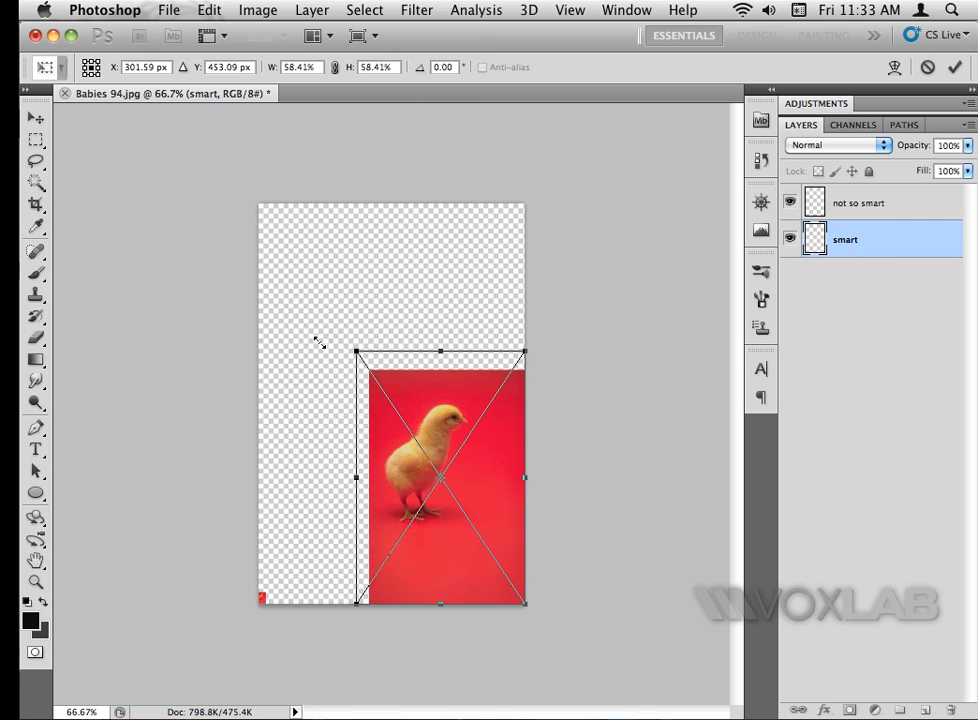 Photoshop File Edit Image Layer Select Filter Analysis 3D View Window Help Fri 11:33 AM
Ps Br Mb ESSENTIALS DESIGN PAINTING CS Live
X: 301.59 px Y: 453.09 px W: 58.41% H: 58.41% 0.00 ° Anti-alias
Babies 94.jpg @ 66.7% (smart, RGB/8#) *
ADJUSTMENTS
LAYERS CHANNELS PATHS
Normal Opacity: 100%
Lock: Fill: 100%
not so smart
smart
VOXLAB
66.67% Doc: 798.8K/475.4K